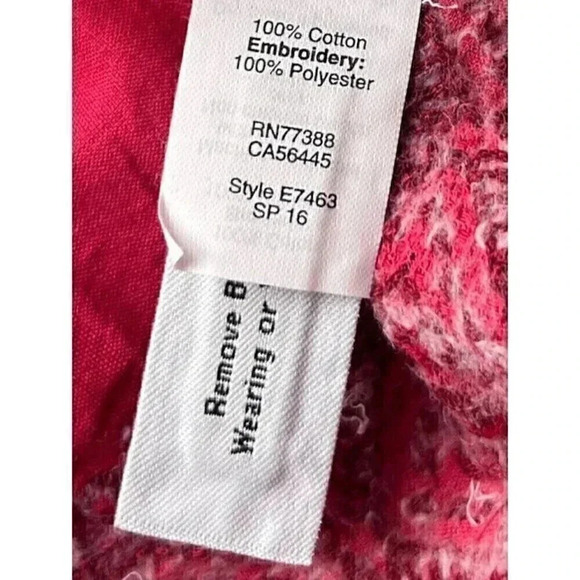 100% Cotton
Embroidery:
100% Polyester
RN77388
CA56445
Style E7463
SP 16
Remove B
Wearing or